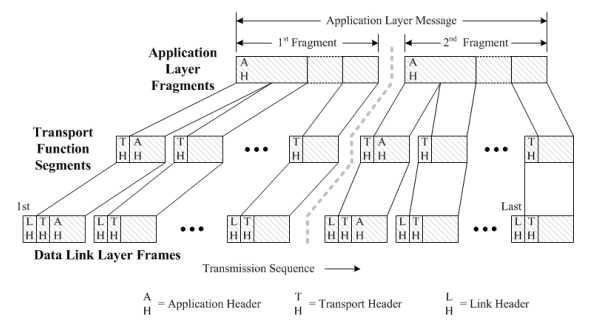 Application Layer Message
1st Fragment
2nd Fragment
Application
Layer
Fragments
A
H
A
H
Transport
Function
Segments
T A
H H
T
H
•••
T
H
T A
H H
T
H
•••
T
H
1st
Last
L T A
H H H
L T
H H
•••
L T
H H
L T A
H H H
L T
H H
•••
L T
H H
Data Link Layer Frames
Transmission Sequence
A
H = Application Header
T
H = Transport Header
L
H = Link Header